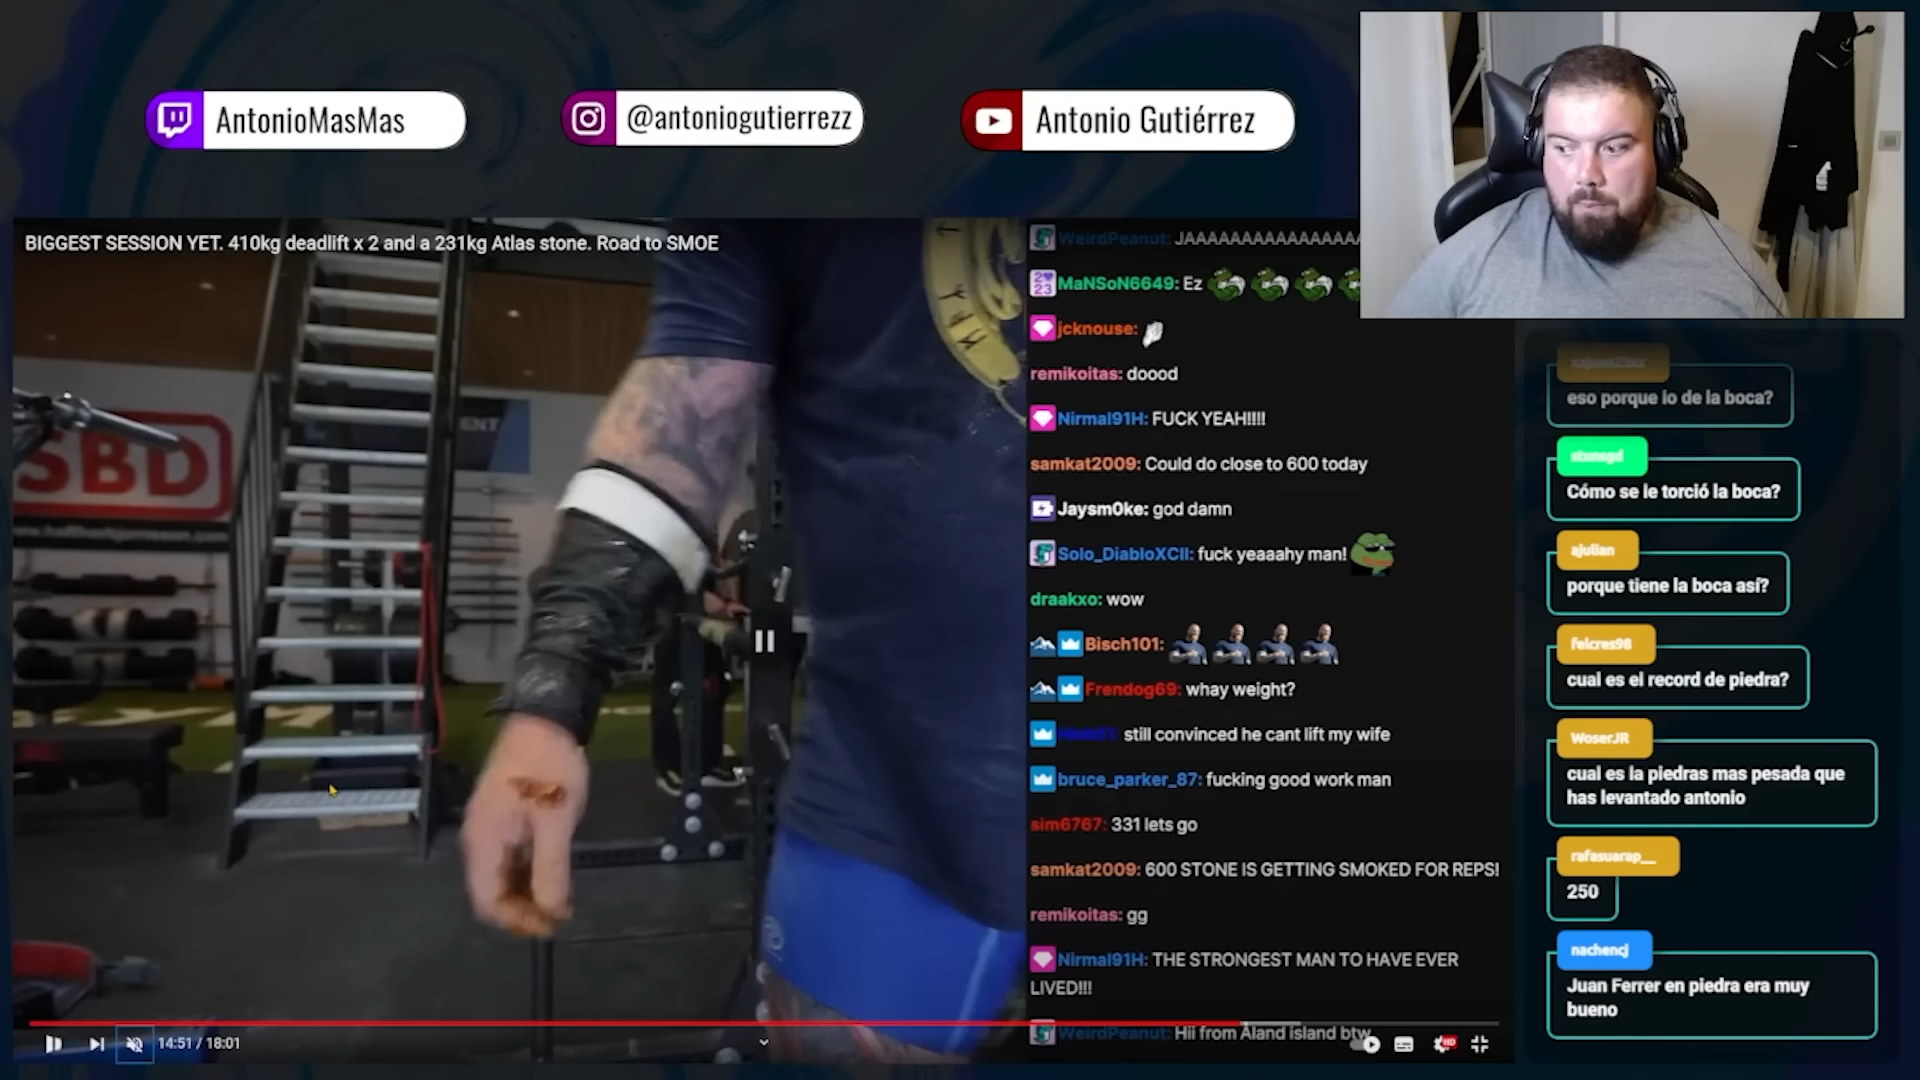 AntonioMasMas
@antoniogutierrezz
Antonio Gutiérrez
BIGGEST SESSION YET. 410kg deadlift x 2 and a 231kg Atlas stone. Road to SMOE
SBD
ENT
WeirdPeanut: JAAAAAAAAAAAAAAAA
MaNSoN6649: Ez
jcknouse:
remikoitas: doood
Nirmal91H: FUCK YEAH!!!!
samkat2009: Could do close to 600 today
Jaysm0ke: god damn
Solo_DiabloXCII: fuck yeaaahy man!
draakxo: wow
Bisch101:
Frendog69: whay weight?
still convinced he cant lift my wife
bruce_parker_87: fucking good work man
sim6767: 331 lets go
samkat2009: 600 STONE IS GETTING SMOKED FOR REPS!
remikoitas: gg
Nirmal91H: THE STRONGEST MAN TO HAVE EVER
LIVED!!!
WeirdPeanut: Hii from Åland island btw
14:51 / 18:01
HD
eso porque lo de la boca?
stxnsgd
Cómo se le torció la boca?
ajulian
porque tiene la boca así?
felcres98
cual es el record de piedra?
WoserJR
cual es la piedras mas pesada que
has levantado antonio
rafasuarap__
250
nachencj
Juan Ferrer en piedra era muy
bueno